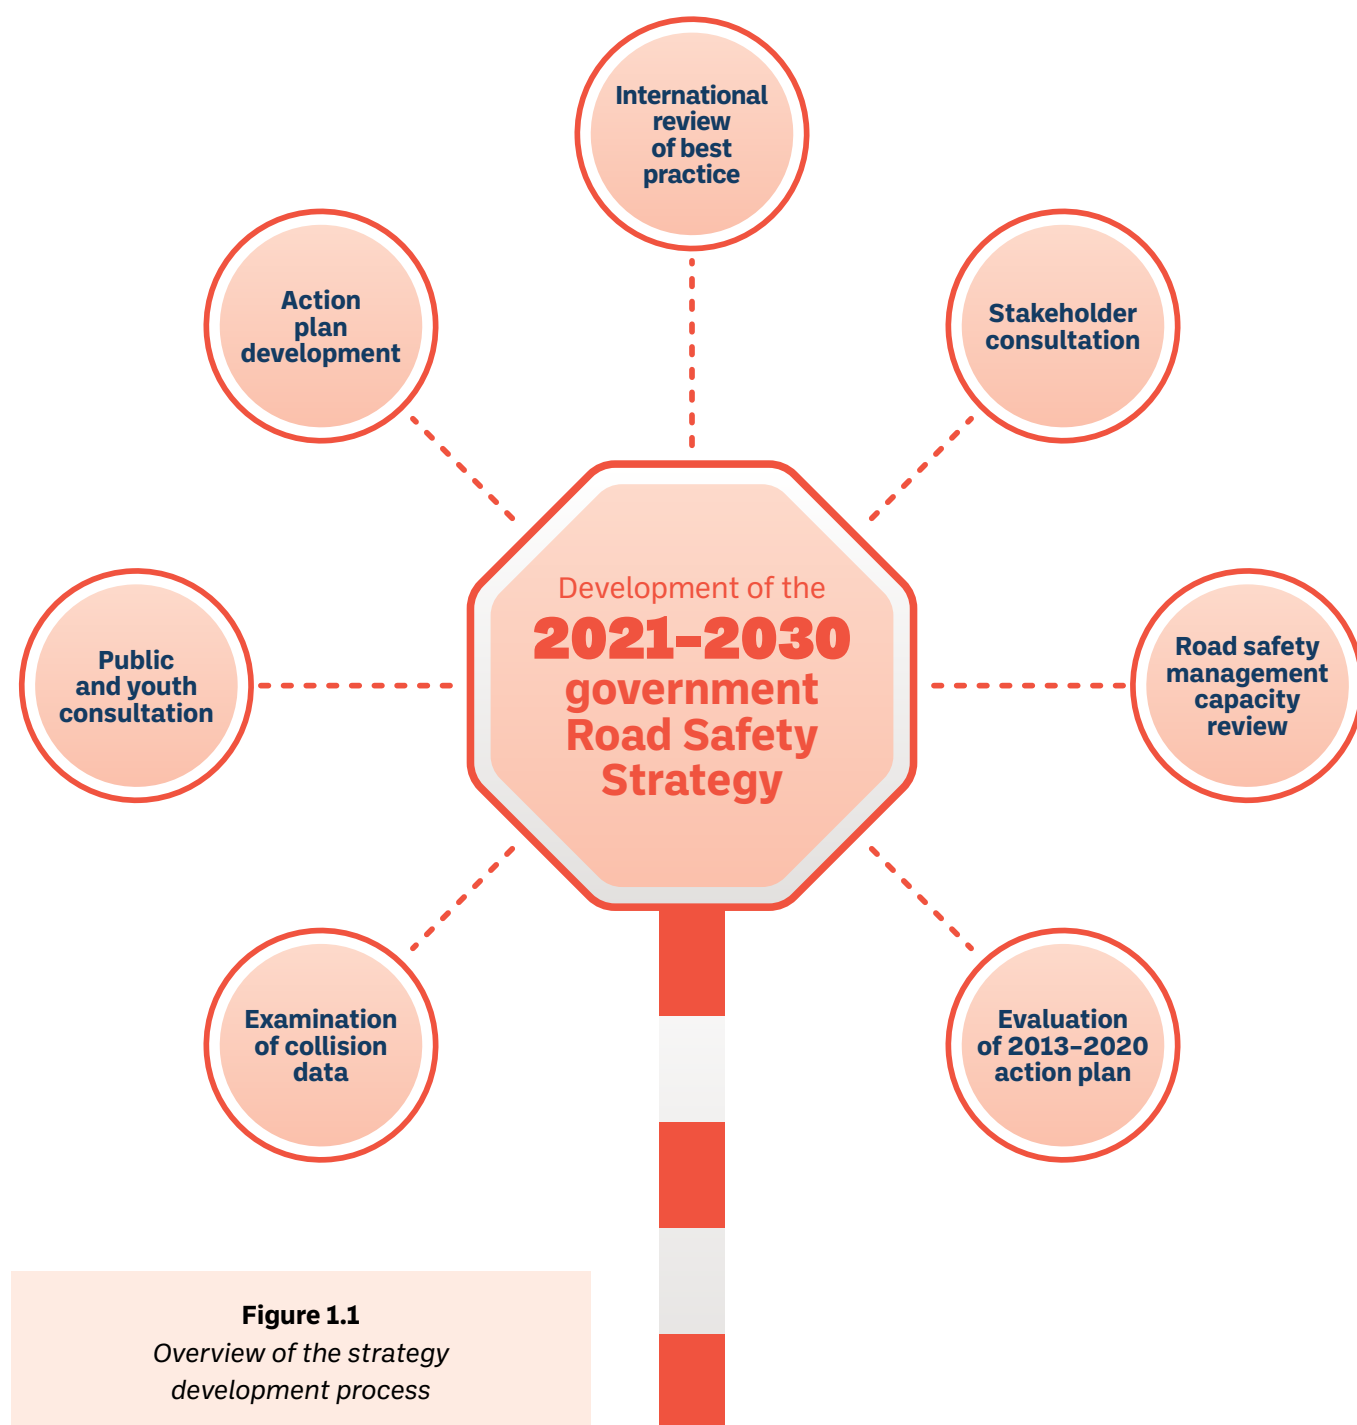 International
review
of best
practice
Stakeholder
consultation
Road safety
management
capacity
review
Evaluation
of 2013–2020
action plan
Examination
of collision
data
Public
and youth
consultation
Action
plan
development
Development of the
2021–2030
government
Road Safety
Strategy
Figure 1.1
Overview of the strategy
development process